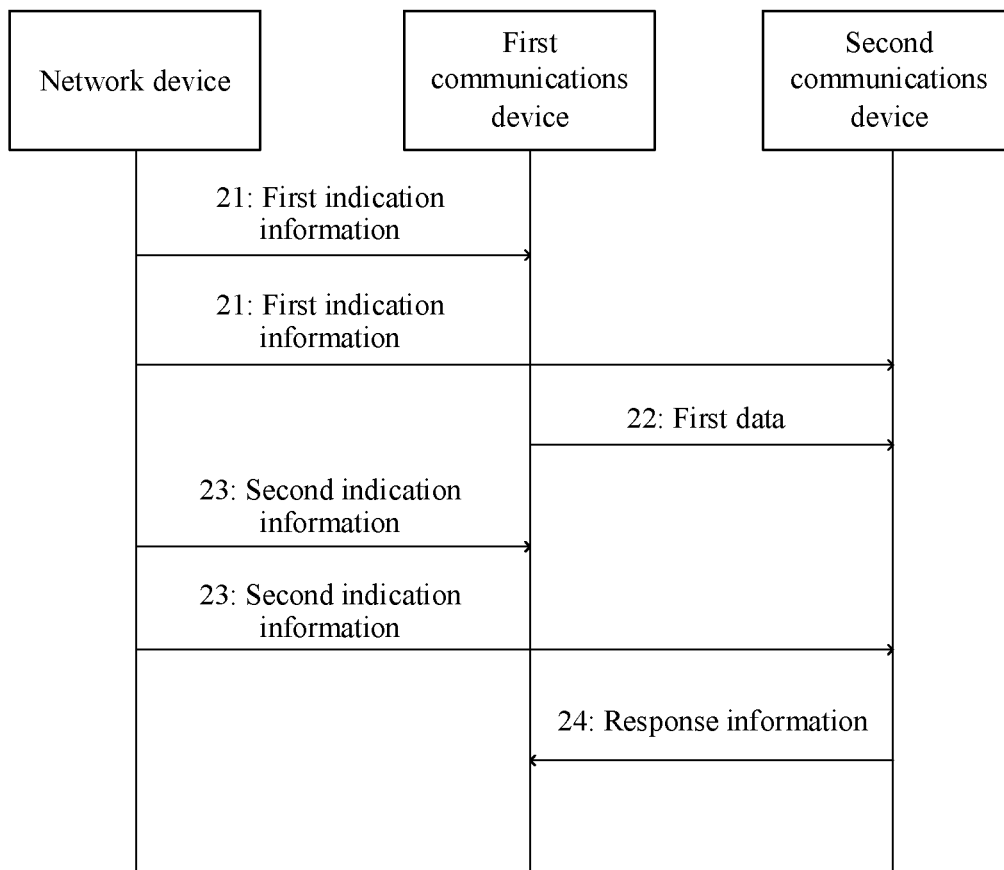 Network device
First
communications
device
Second
communications
device
21: First indication
information
21: First indication
information
22: First data
23: Second indication
information
23: Second indication
information
24: Response information